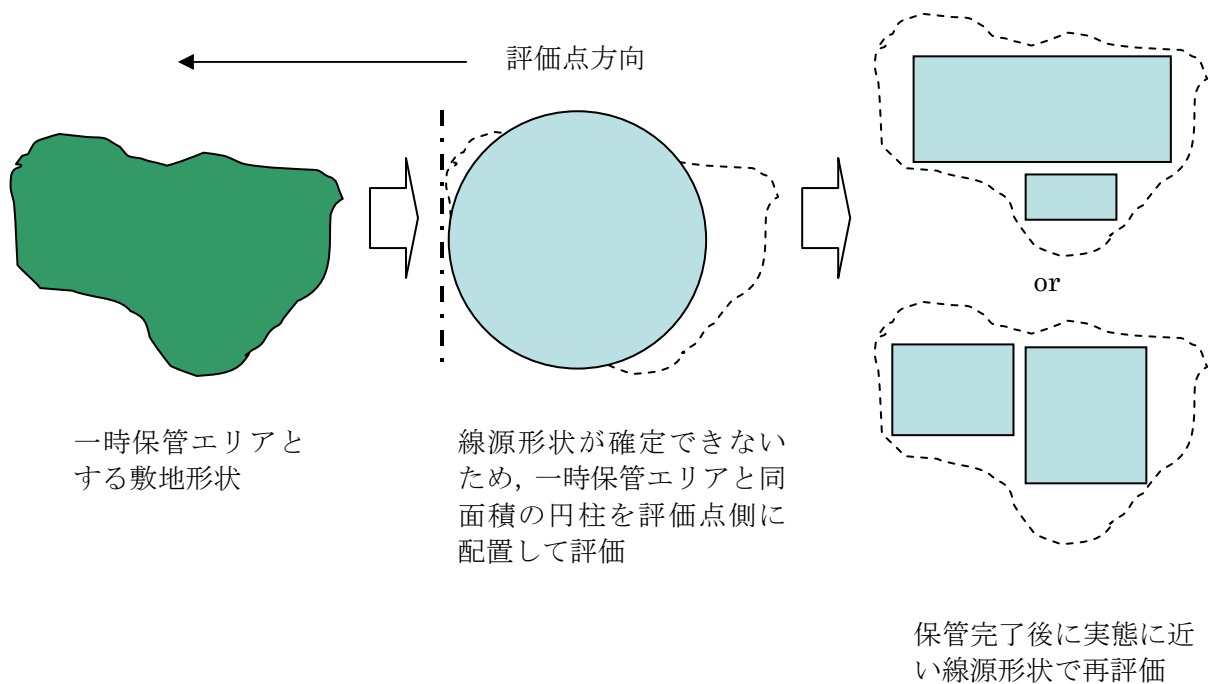 評価点方向
一時保管エリアと
する敷地形状
線源形状が確定できない
ため，一時保管エリアと同
面積の円柱を評価点側に
配置して評価
or
保管完了後に実態に近
い線源形状で再評価